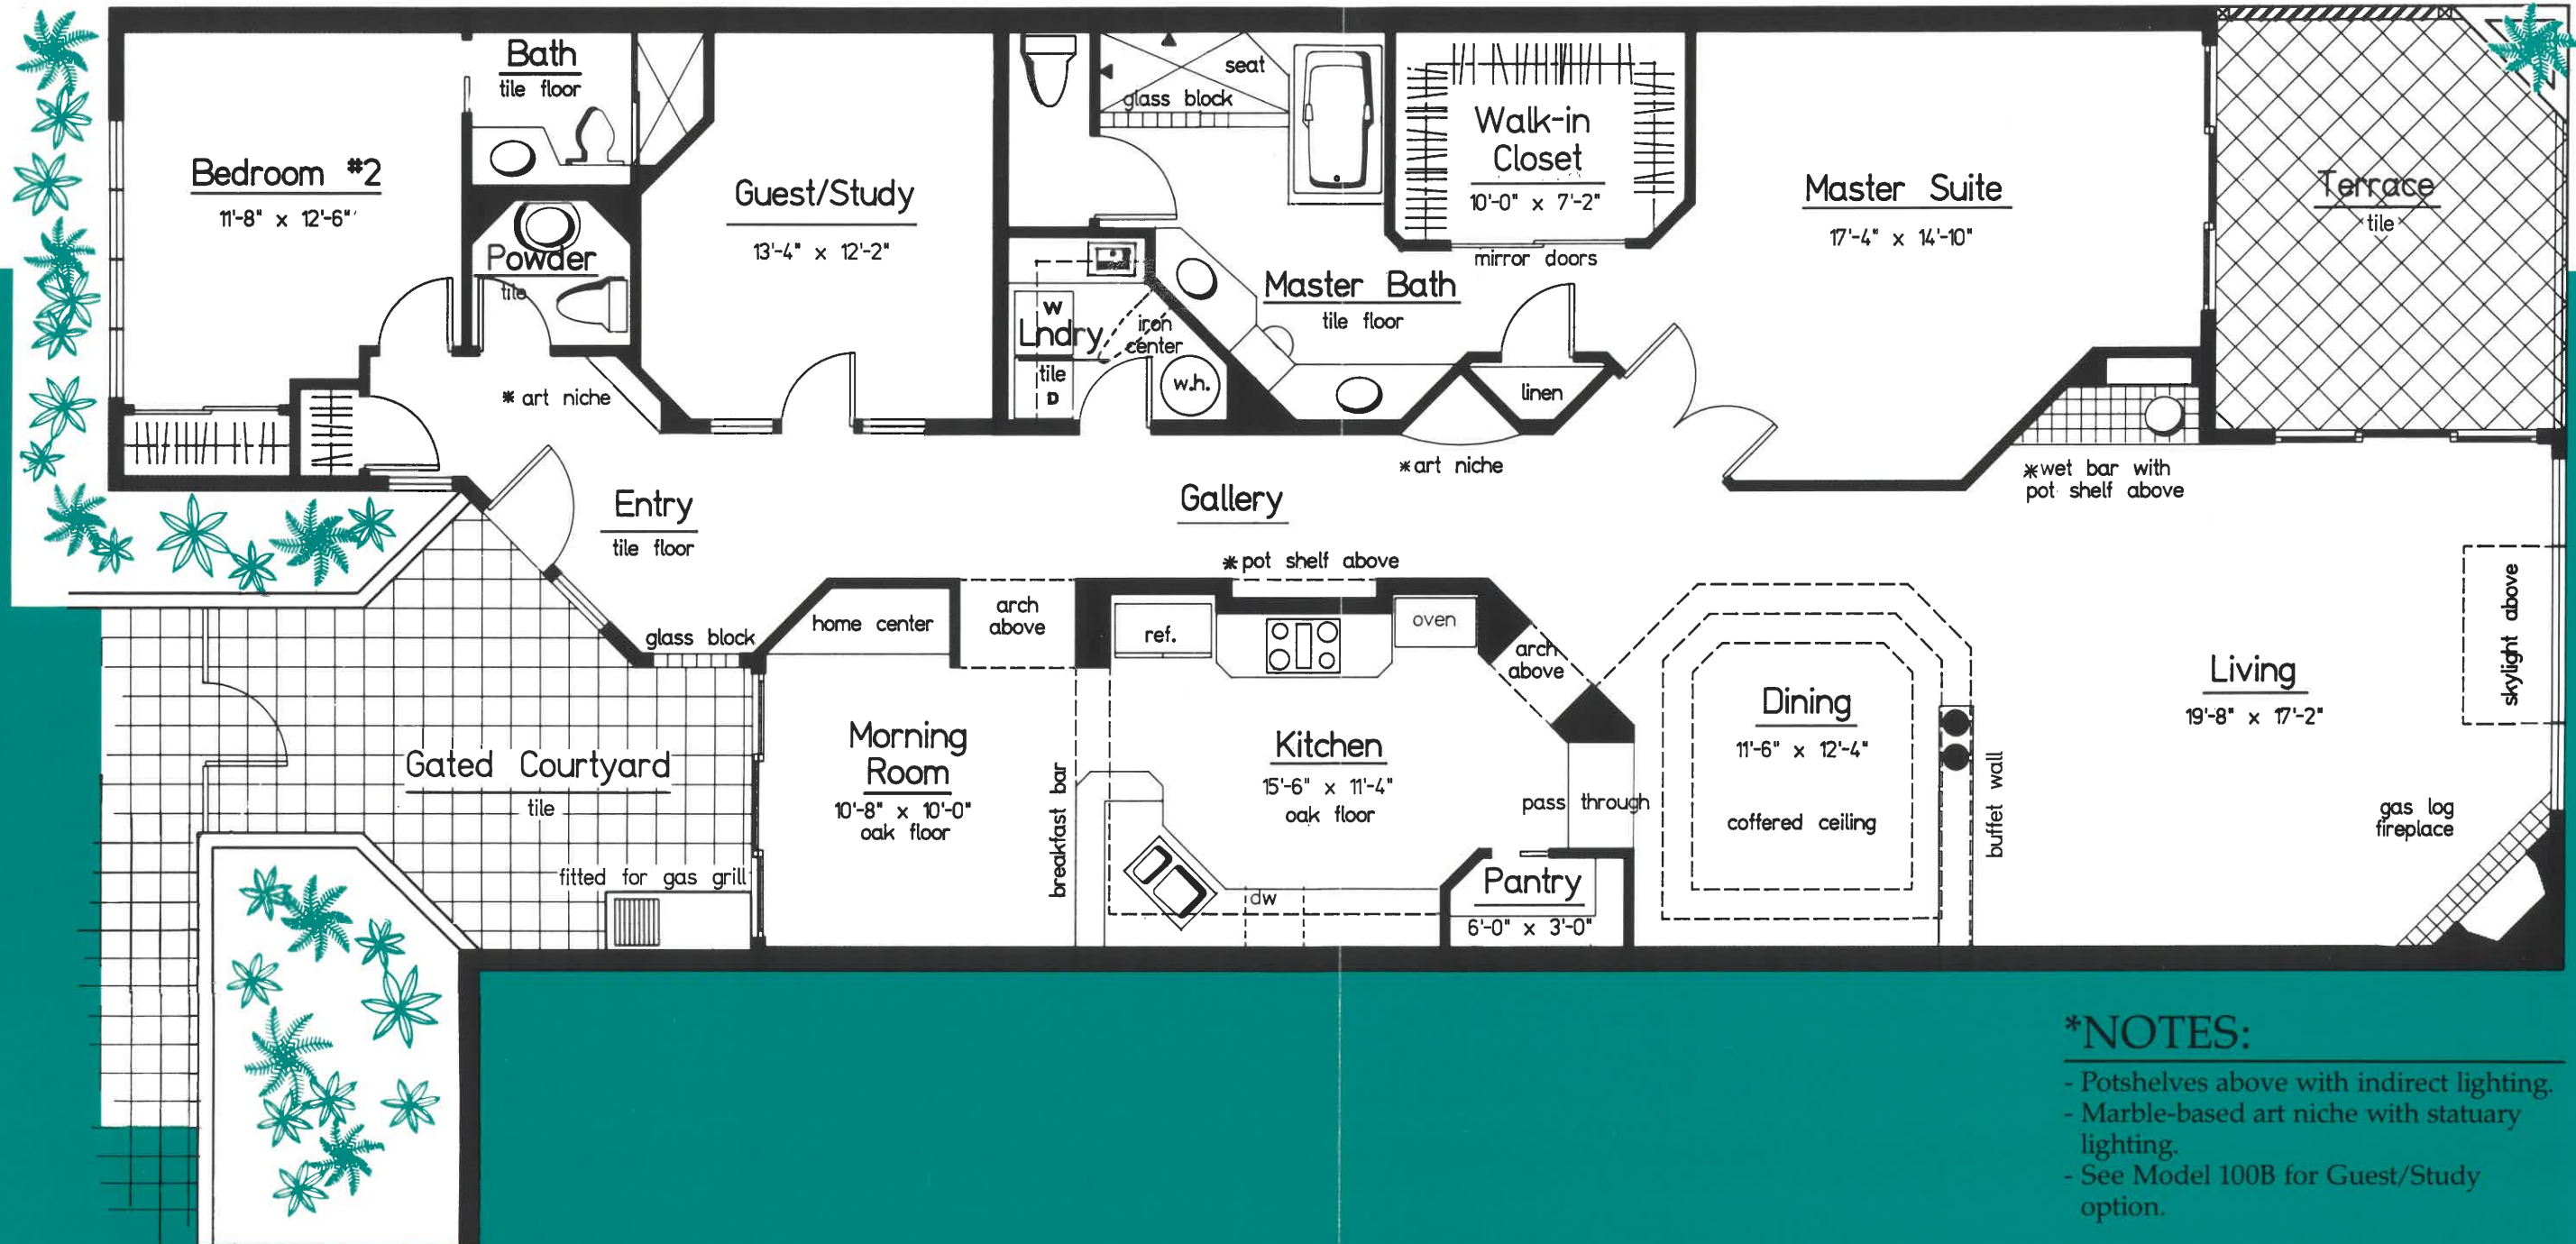 Bath
tile floor
Bedroom #2
11'-8" x 12'-6"
Powder
tile
* art niche
Guest/Study
13'-4" x 12'-2"
seat
glass block
W
Lndry
iron
center
tile
D
w.h.
Master Bath
tile floor
Walk-in
Closet
10'-0" x 7'-2"
mirror doors
linen
*art niche
Master Suite
17'-4" x 14'-10"
Terrace
tile
*wet bar with
pot shelf above
Entry
tile floor
Gallery
*pot shelf above
glass block
home center
arch
above
ref.
oven
arch
above
Gated Courtyard
tile
fitted for gas grill
Morning
Room
10'-8" x 10'-0"
oak floor
breakfast bar
Kitchen
15'-6" x 11'-4"
oak floor
dw
pass through
Pantry
6'-0" x 3'-0"
Dining
11'-6" x 12'-4"
coffered ceiling
buffet wall
Living
19'-8" x 17'-2"
skylight above
gas log
fireplace
*NOTES:
- Potshelves above with indirect lighting.
- Marble-based art niche with statuary
lighting.
- See Model 100B for Guest/Study
option.